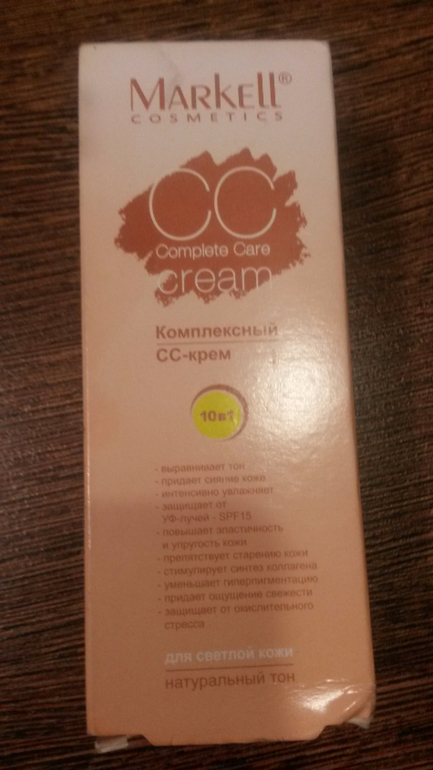 MARKELL®
COSMETICS
CC
Complete Care
cream
Комплексный
CC-крем
10в1
- выравнивает тон
- придает сияние коже
- интенсивно увлажняет
- защищает от
УФ-лучей - SPF15
- повышает эластичность
и упругость кожи
- препятствует старению кожи
- стимулирует синтез коллагена
- уменьшает гиперпигментацию
- придает ощущение свежести
- защищает от окислительного
стресса
для светлой кожи
натуральный тон